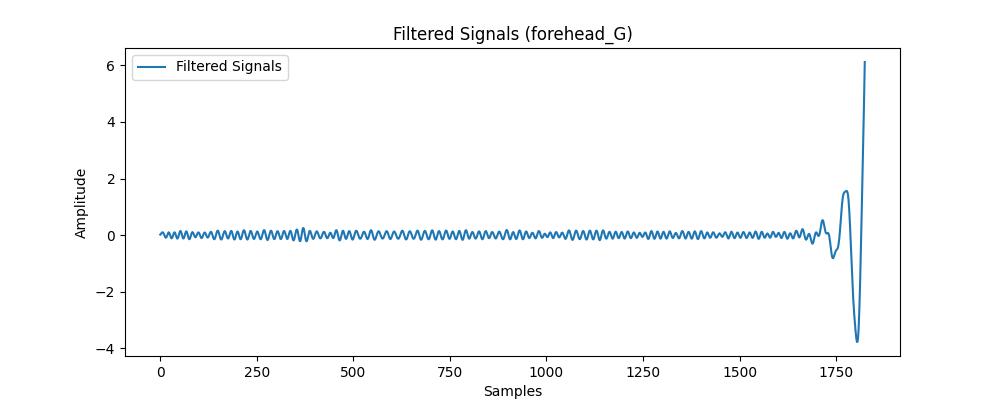 Filtered Signals (forehead_G)
Filtered Signals
Amplitude
6
4
2
0
−2
−4
0 250 500 750 1000 1250 1500 1750
Samples